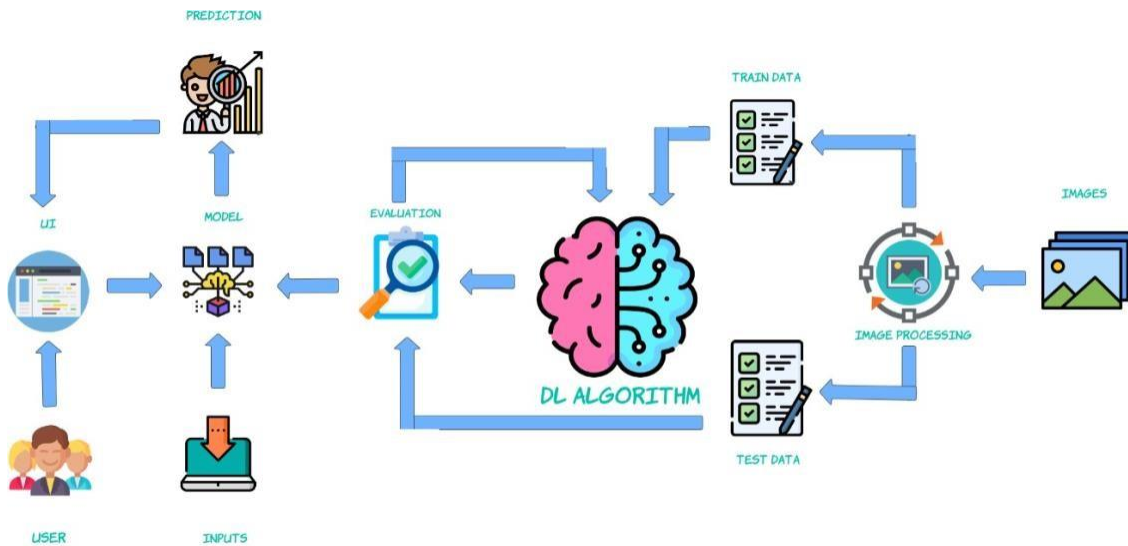 PREDICTION
TRAIN DATA
IMAGES
UI
MODEL
EVALUATION
IMAGE PROCESSING
DL ALGORITHM
TEST DATA
USER
INPUTS